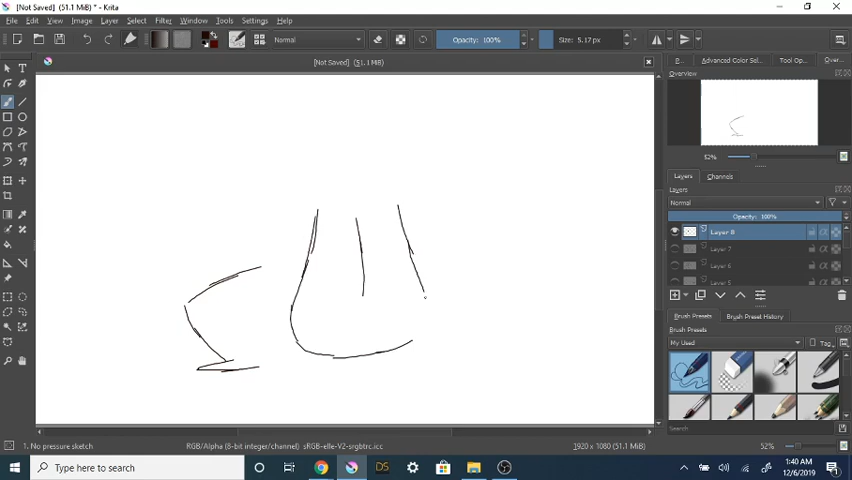 [Not Saved] (51.1 MiB) * - Krita
File Edit View Image Layer Select Filter Window Tools Settings Help
Normal
Opacity: 100%
Size: 5.17 px
[Not Saved] (51.1 MiB)
P... Advanced Color Sel... Tool Op... Over...
Overview
52%
Layers Channels
Layers
Normal
Opacity: 100%
Layer 8
Layer 7
Layer 6
Layer 5
Brush Presets Brush Preset History
Brush Presets
My Used
Tag
Search
1. No pressure sketch
RGB/Alpha (8-bit integer/channel) sRGB-elle-V2-srgbtrc.icc
1920 x 1080 (51.1 MiB)
52%
Type here to search
DS
1:40 AM
12/6/2019
1